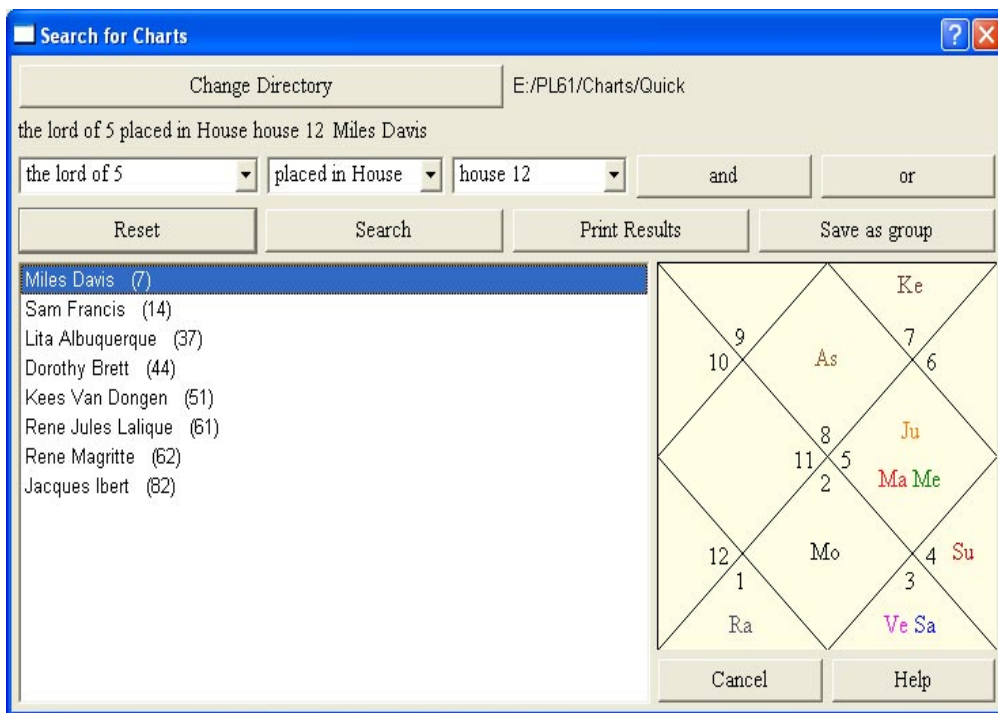 Search for Charts
Change Directory E:/PL61/Charts/Quick
the lord of 5 placed in House house 12 Miles Davis
the lord of 5 placed in House house 12 and or
Reset Search Print Results Save as group
Miles Davis (7)
Sam Francis (14)
Lita Albuquerque (37)
Dorothy Brett (44)
Kees Van Dongen (51)
Rene Jules Lalique (61)
Rene Magritte (62)
Jacques Ibert (82)
Ke
9 7
10 As 6
8 Ju
11 5
2 Ma Me
12 Mo 4 Su
1 3
Ra Ve Sa
Cancel Help